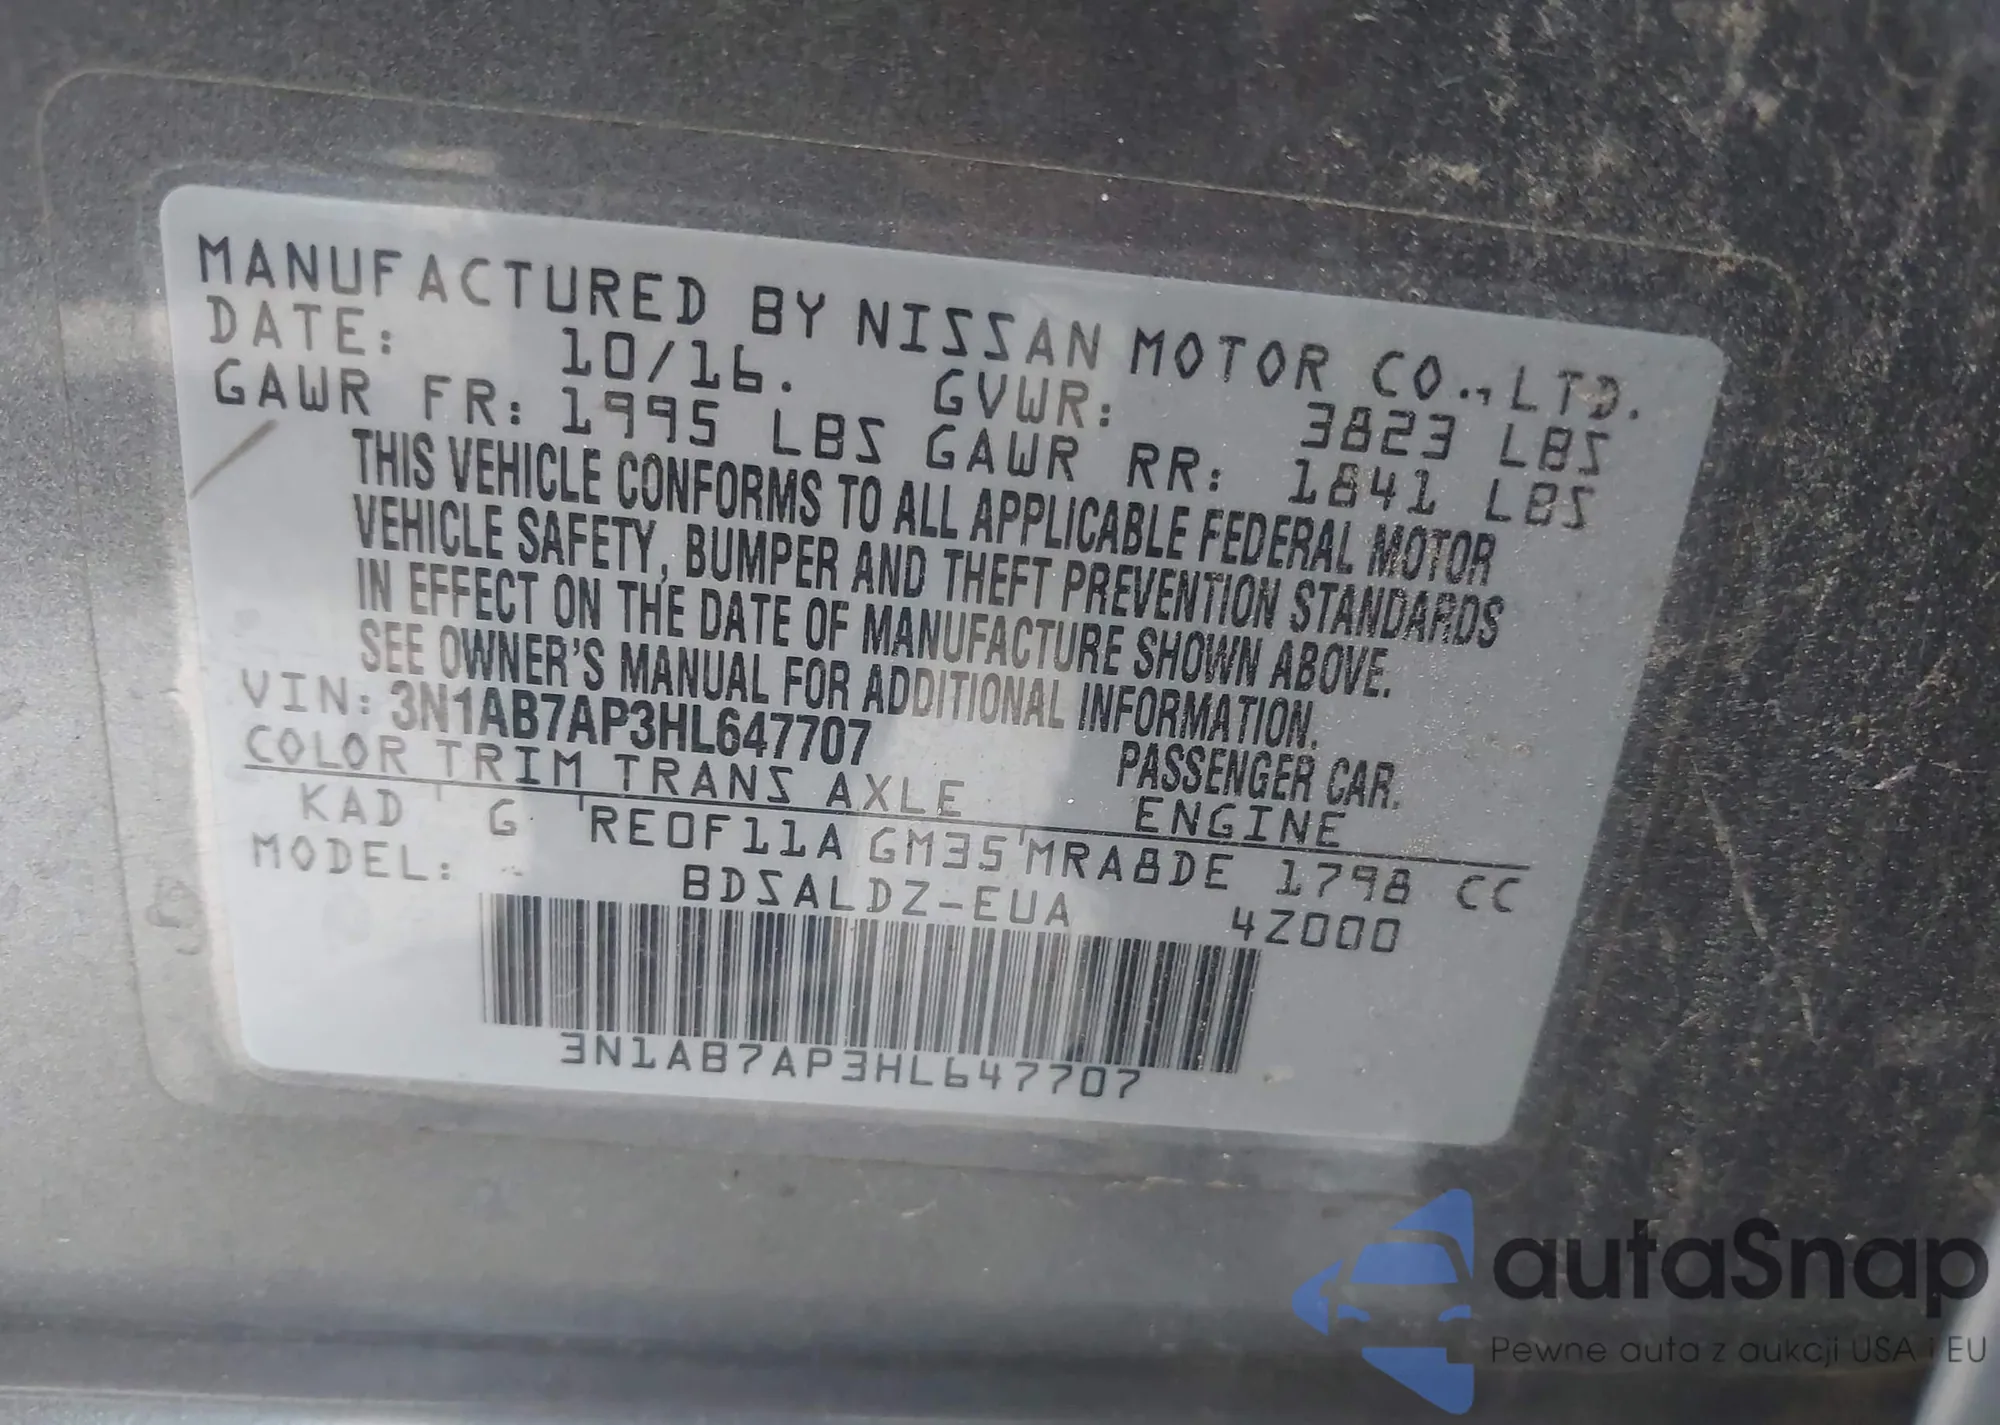 MANUFACTURED BY NISSAN MOTOR CO., LTD.
DATE: 10/16. GVWR: 3823 LBS
GAWR FR: 1995 LBS GAWR RR: 1841 LBS
THIS VEHICLE CONFORMS TO ALL APPLICABLE FEDERAL MOTOR
VEHICLE SAFETY, BUMPER AND THEFT PREVENTION STANDARDS
IN EFFECT ON THE DATE OF MANUFACTURE SHOWN ABOVE.
SEE OWNER'S MANUAL FOR ADDITIONAL INFORMATION.
VIN: 3N1AB7AP3HL647707 PASSENGER CAR.
COLOR TRIM TRANS AXLE ENGINE
KAD G RE0F11A GM35 MRA8DE 1798 CC
MODEL: BDSALDZ-EUA 4Z000
3N1AB7AP3HL647707
autaSnap
Pewne auta z aukcji USA i EU